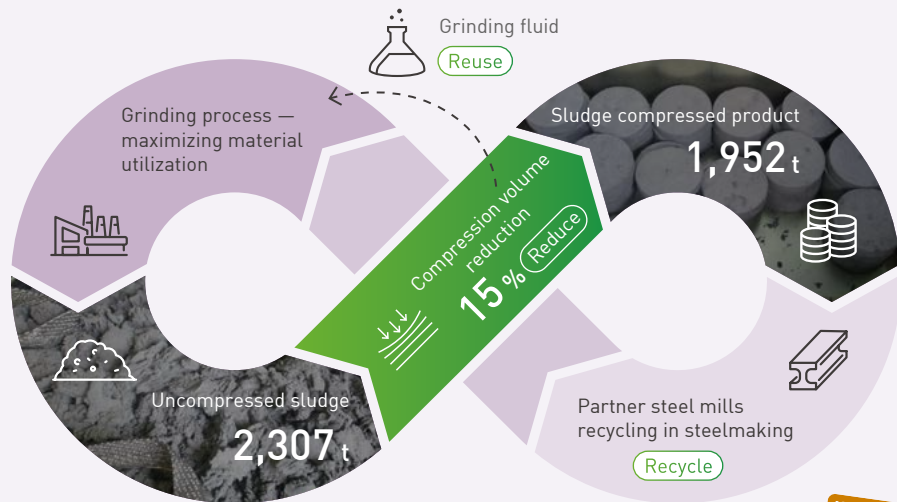 Grinding fluid
Reuse
Grinding process —
maximizing material
utilization
Sludge compressed product
1,952 t
Compression volume
reduction
15 % Reduce
Uncompressed sludge
2,307 t
Partner steel mills
recycling in steelmaking
Recycle